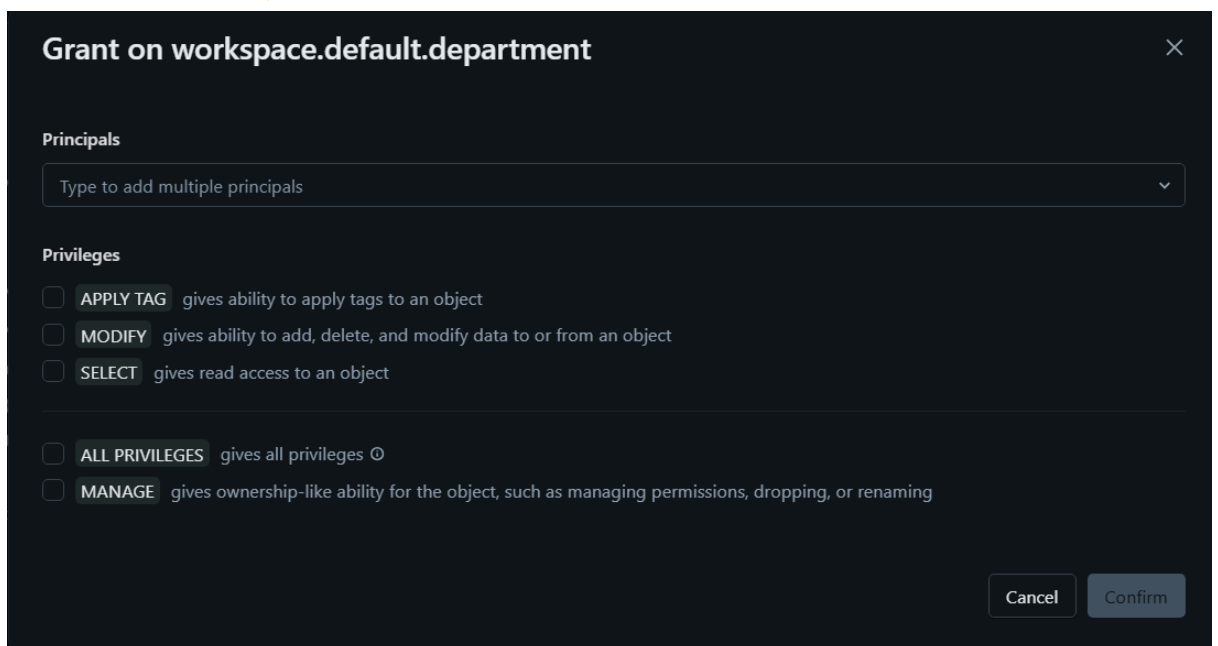 Grant on workspace.default.department
Principals
Type to add multiple principals
Privileges
APPLY TAG gives ability to apply tags to an object
MODIFY gives ability to add, delete, and modify data to or from an object
SELECT gives read access to an object
ALL PRIVILEGES gives all privileges
MANAGE gives ownership-like ability for the object, such as managing permissions, dropping, or renaming
Cancel Confirm